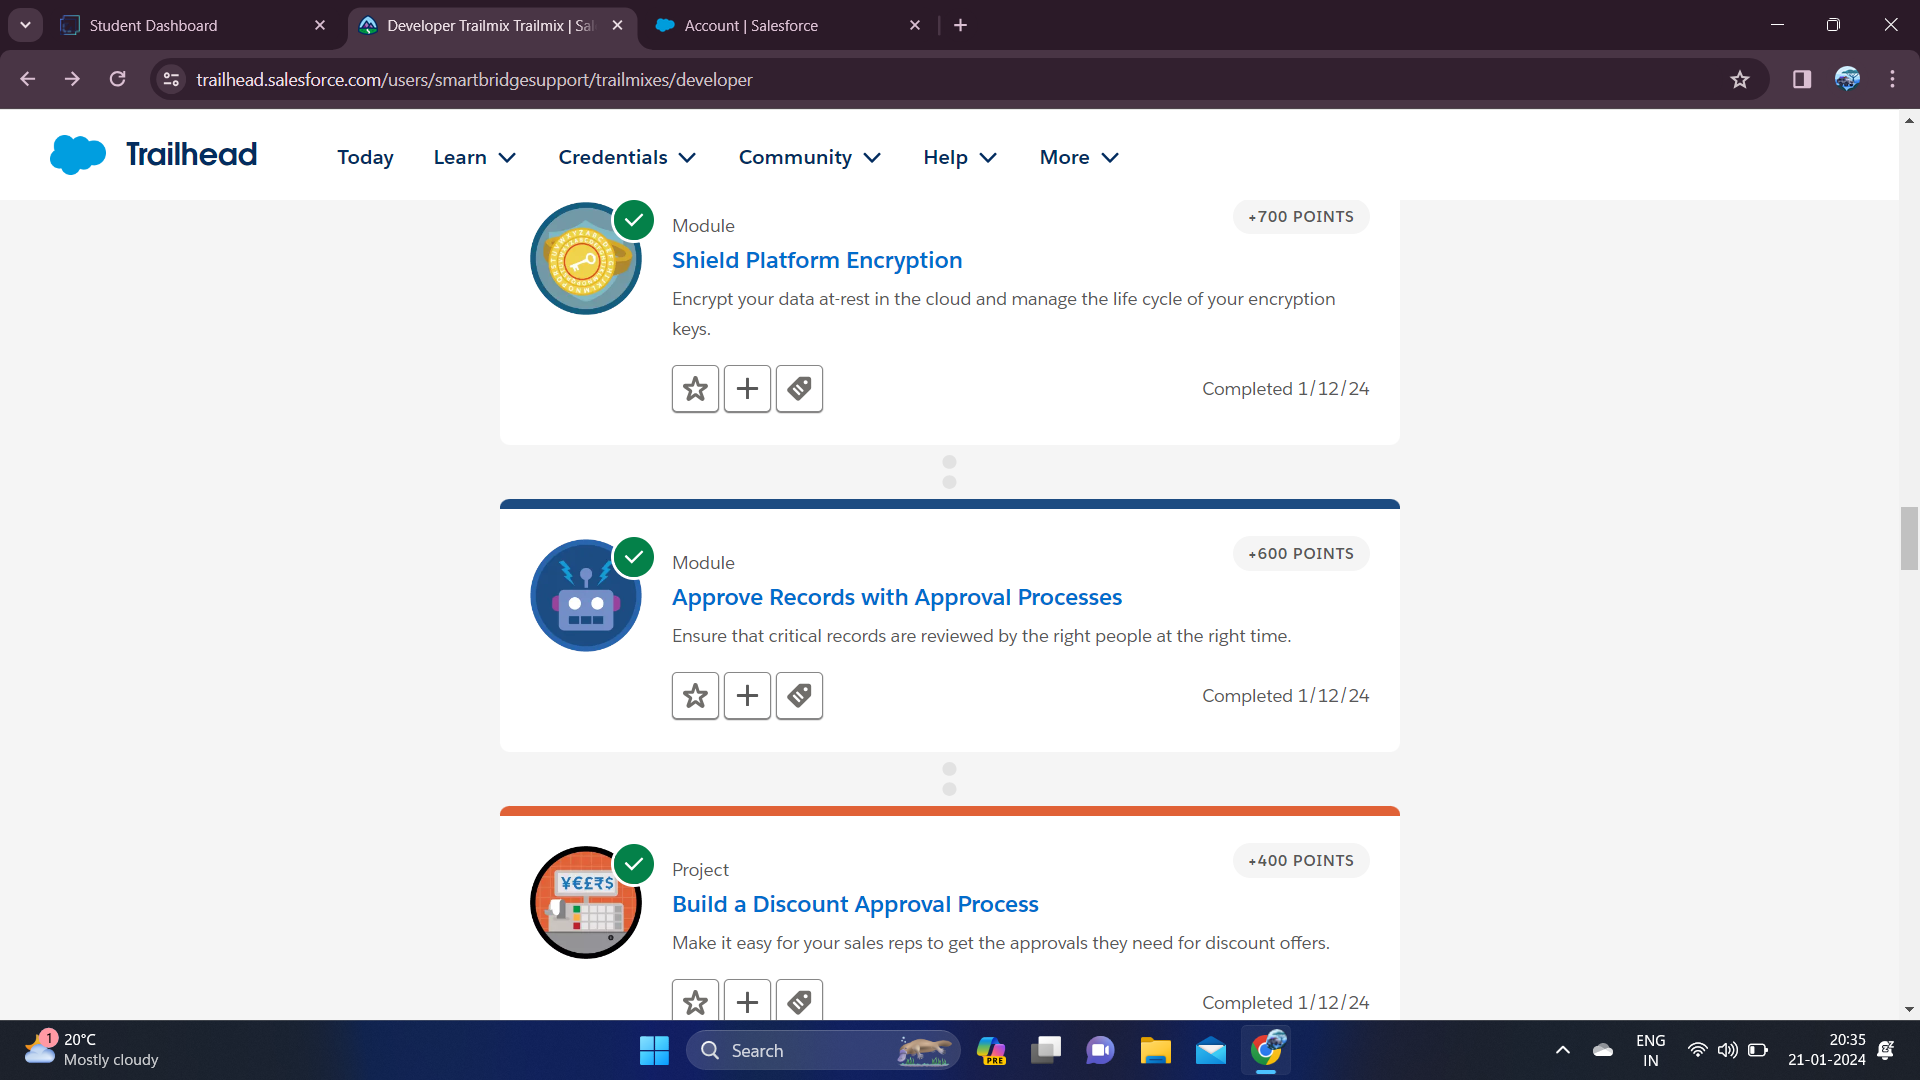 Student Dashboard
Developer Trailmix Trailmix | Sal
Account | Salesforce
trailhead.salesforce.com/users/smartbridgesupport/trailmixes/developer
Trailhead
Today
Learn
Credentials
Community
Help
More
Module
+700 POINTS
Shield Platform Encryption
Encrypt your data at-rest in the cloud and manage the life cycle of your encryption
keys.
Completed 1/12/24
Module
+600 POINTS
Approve Records with Approval Processes
Ensure that critical records are reviewed by the right people at the right time.
Completed 1/12/24
¥€£₹$
Project
+400 POINTS
Build a Discount Approval Process
Make it easy for your sales reps to get the approvals they need for discount offers.
Completed 1/12/24
1
20°C
Mostly cloudy
Search
PRE
ENG
IN
20:35
21-01-2024